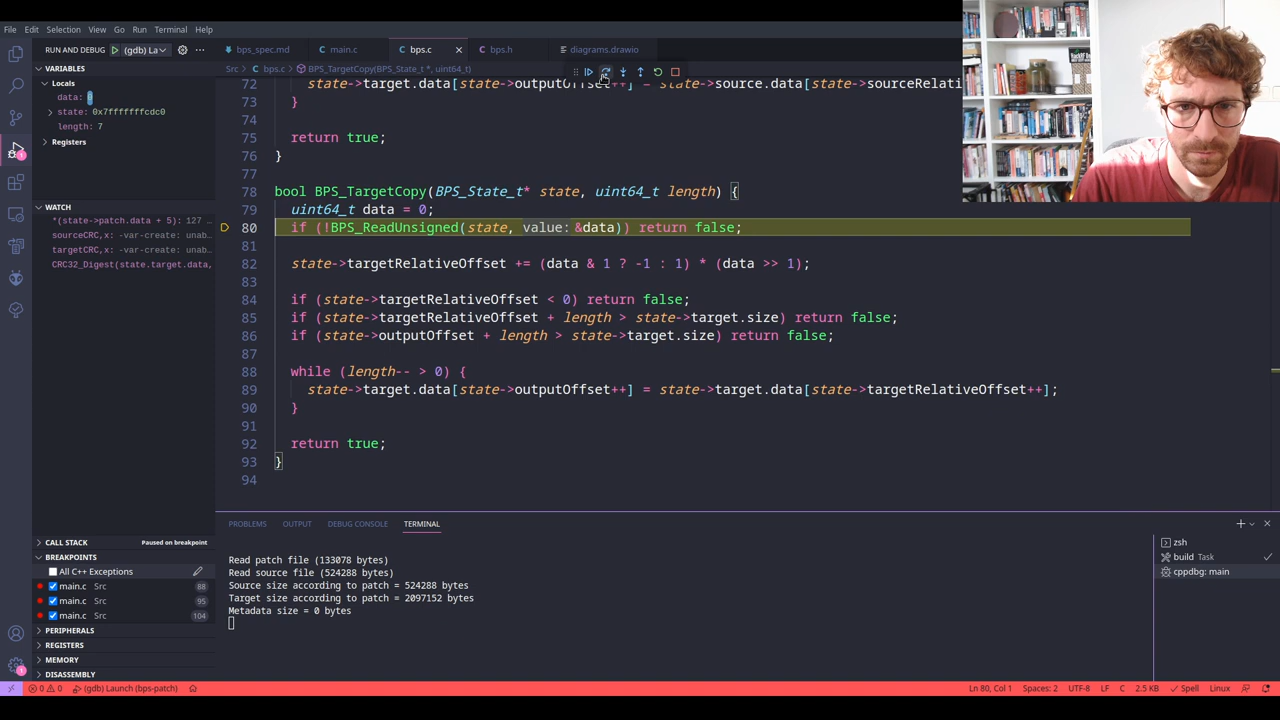 File Edit Selection View Go Run Terminal Help
RUN AND DEBUG (gdb) La
bps_spec.md main.c bps.c bps.h diagrams.drawio
Src > bps.c > BPS_TargetCopy(BPS_State_t *, uint64_t)
VARIABLES
Locals
data: 0
state: 0x7fffffffcdc0
length: 7
Registers
WATCH
*(state->patch.data + 5): 127 …
sourceCRC,x: -var-create: unab…
targetCRC,x: -var-create: unab…
CRC32_Digest(state.target.data,
CALL STACK Paused on breakpoint
BREAKPOINTS
All C++ Exceptions
main.c Src 88
main.c Src 95
main.c Src 104
PERIPHERALS
REGISTERS
MEMORY
DISASSEMBLY
72 state->target.data[state->outputOffset++] = state->source.data[state->sourceRelati
73 }
74
75 return true;
76 }
77
78 bool BPS_TargetCopy(BPS_State_t* state, uint64_t length) {
79 uint64_t data = 0;
80 if (!BPS_ReadUnsigned(state, value: &data)) return false;
81
82 state->targetRelativeOffset += (data & 1 ? -1 : 1) * (data >> 1);
83
84 if (state->targetRelativeOffset < 0) return false;
85 if (state->targetRelativeOffset + length > state->target.size) return false;
86 if (state->outputOffset + length > state->target.size) return false;
87
88 while (length-- > 0) {
89 state->target.data[state->outputOffset++] = state->target.data[state->targetRelativeOffset++];
90 }
91
92 return true;
93 }
94
PROBLEMS OUTPUT DEBUG CONSOLE TERMINAL
Read patch file (133078 bytes)
Read source file (524288 bytes)
Source size according to patch = 524288 bytes
Target size according to patch = 2097152 bytes
Metadata size = 0 bytes
zsh
build Task
cppdbg: main
0 0 (gdb) Launch (bps-patch) Ln 80, Col 1 Spaces: 2 UTF-8 LF C 2.5 KB Spell Linux